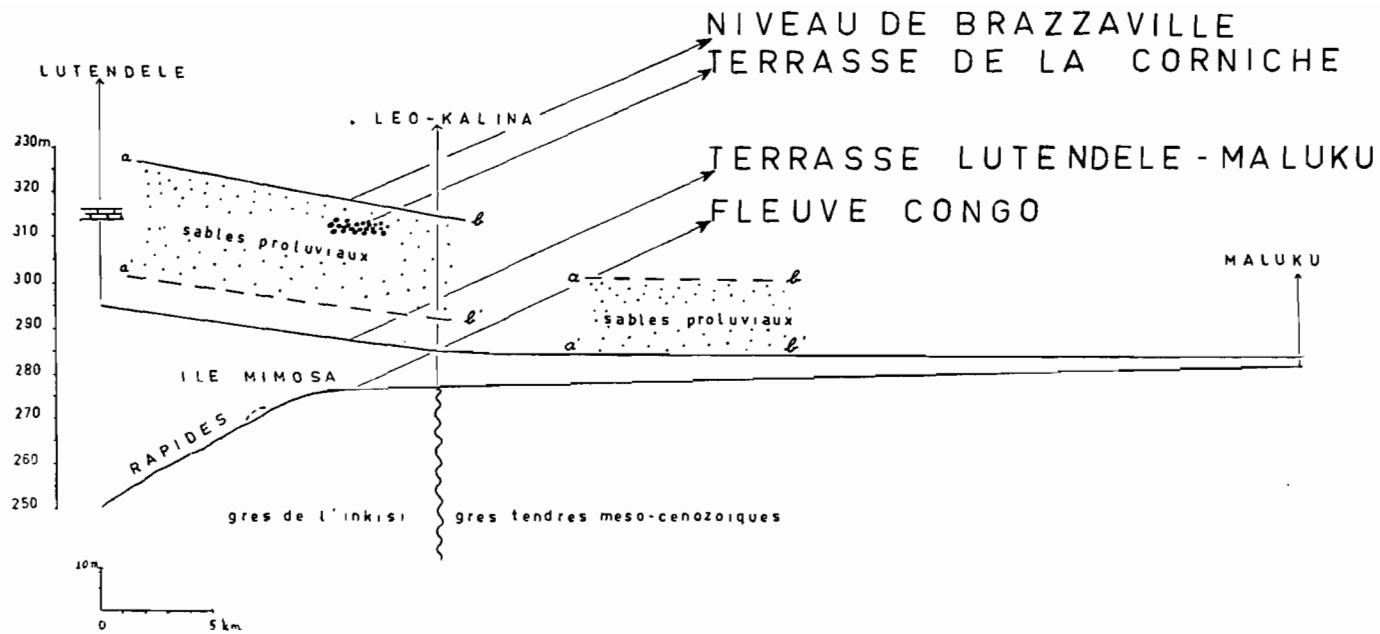 NIVEAU DE BRAZZAVILLE
TERRASSE DE LA CORNICHE
LUTENDELE
. LEO-KALINA
TERRASSE LUTENDELE-MALUKU
FLEUVE CONGO
MALUKU
330m
320
310
300
290
280
270
260
250
a
b
sables proluviaux
a'
b'
a
b
sables proluviaux
a'
b'
ILE MIMOSA
RAPIDES
gres de l'inkisi
gres tendres meso-cenozoiques
10m
0
5 km